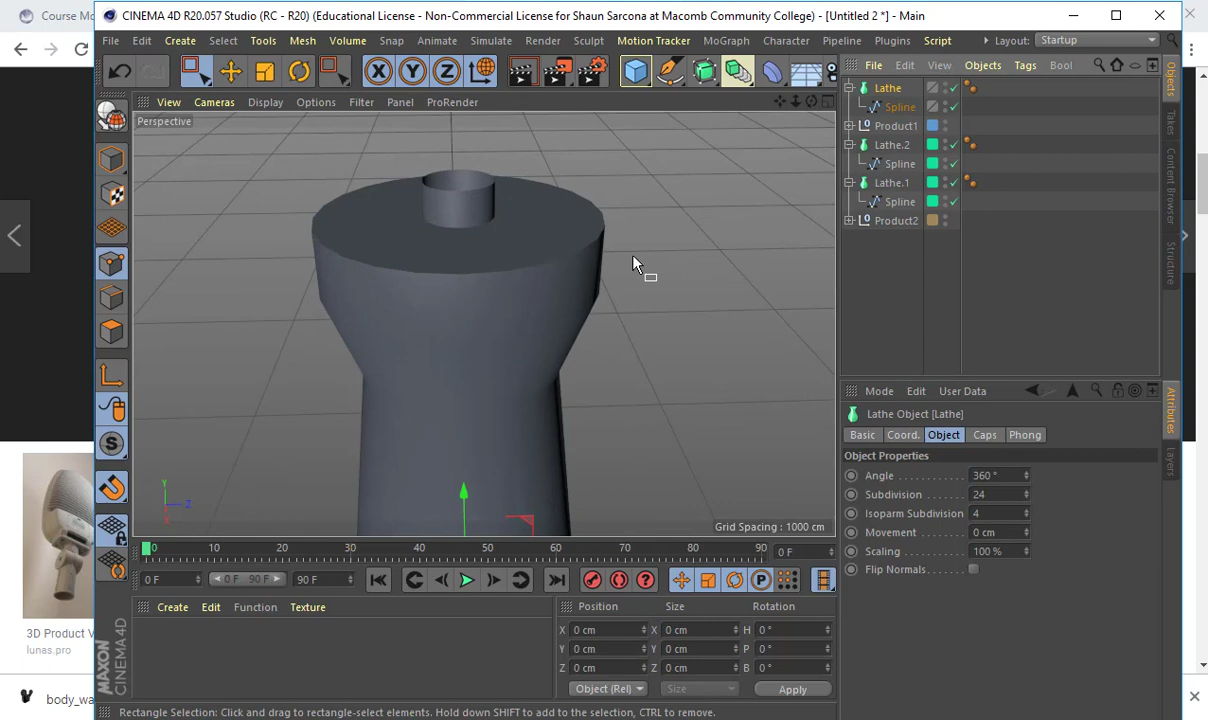 Course M
CINEMA 4D R20.057 Studio (RC - R20) (Educational License - Non-Commercial License for Shaun Sarcona at Macomb Community College) - [Untitled 2 *] - Main
File Edit Create Select Tools Mesh Volume Snap Animate Simulate Render Sculpt Motion Tracker MoGraph Character Pipeline Plugins Script Layout: Startup
X Y Z
File Edit View Objects Tags Bool
View Cameras Display Options Filter Panel ProRender
Perspective
Lathe
Spline
Product1
Lathe.2
Spline
Lathe.1
Spline
Product2
Objects
Takes
Content Browser
Structure
Mode Edit User Data
Lathe Object [Lathe]
Basic Coord. Object Caps Phong
Object Properties
Angle 360 °
Subdivision 24
Isoparm Subdivision 4
Movement 0 cm
Scaling 100 %
Flip Normals
Attributes
Layers
Y
Z
X
Grid Spacing : 1000 cm
0 10 20 30 40 50 60 70 80 90 0 F
0 F 0 F 90 F 90 F
Create Edit Function Texture
Position Size Rotation
X 0 cm X 0 cm H 0 °
Y 0 cm Y 0 cm P 0 °
Z 0 cm Z 0 cm B 0 °
Object (Rel) Size Apply
MAXON
CINEMA 4D
3D Product V
lunas.pro
body_wa
Rectangle Selection: Click and drag to rectangle-select elements. Hold down SHIFT to add to the selection, CTRL to remove.